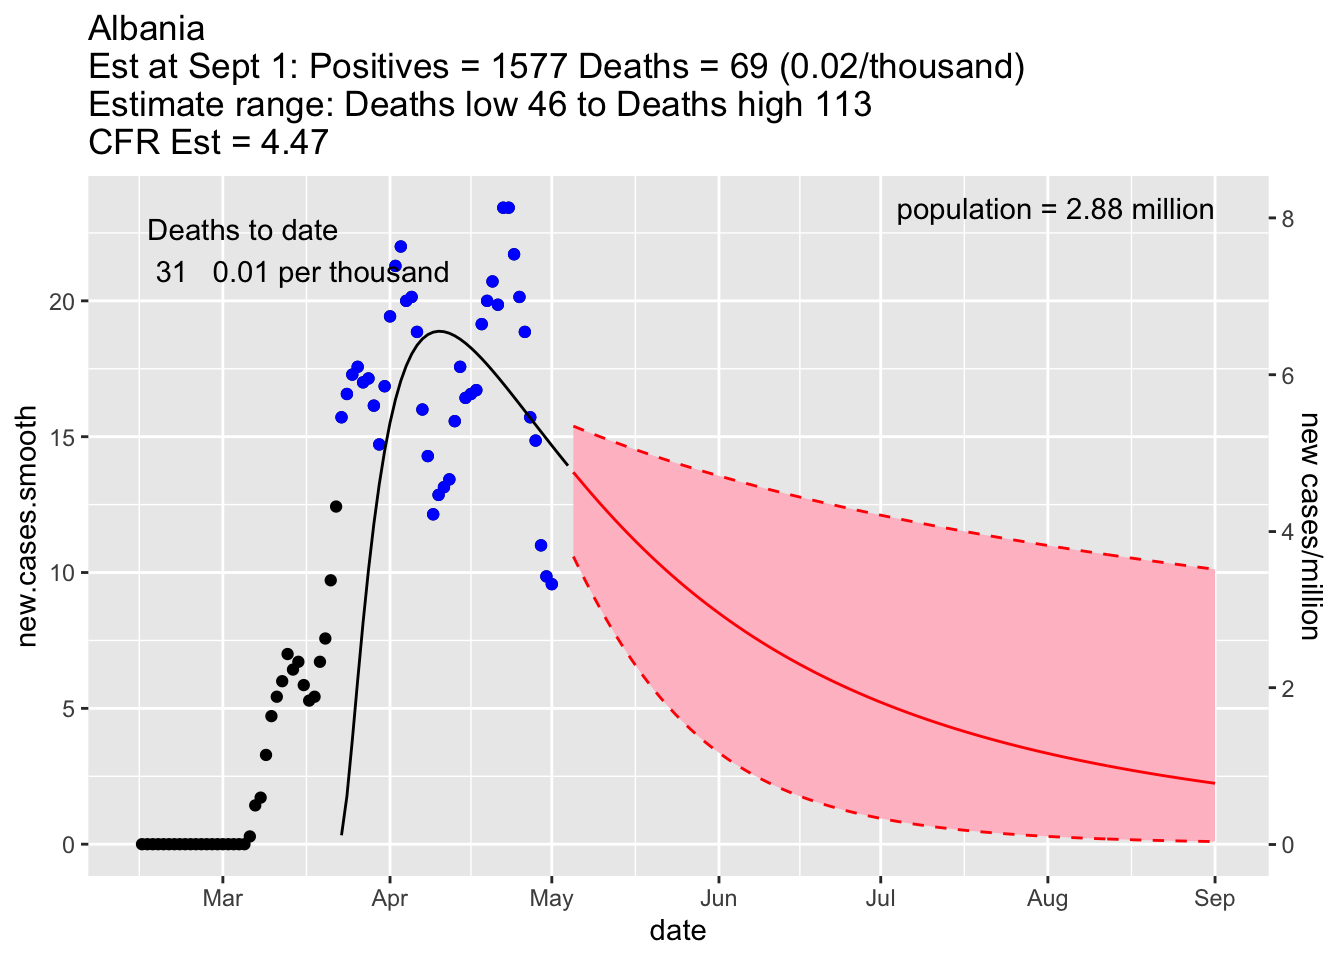 Albania
Est at Sept 1: Positives = 1577 Deaths = 69 (0.02/thousand)
Estimate range: Deaths low 46 to Deaths high 113
CFR Est = 4.47
Deaths to date
31 0.01 per thousand
population = 2.88 million
new.cases.smooth
20
15
10
5
0
8
6
4
2
0
new cases/million
Mar Apr May Jun Jul Aug Sep
date